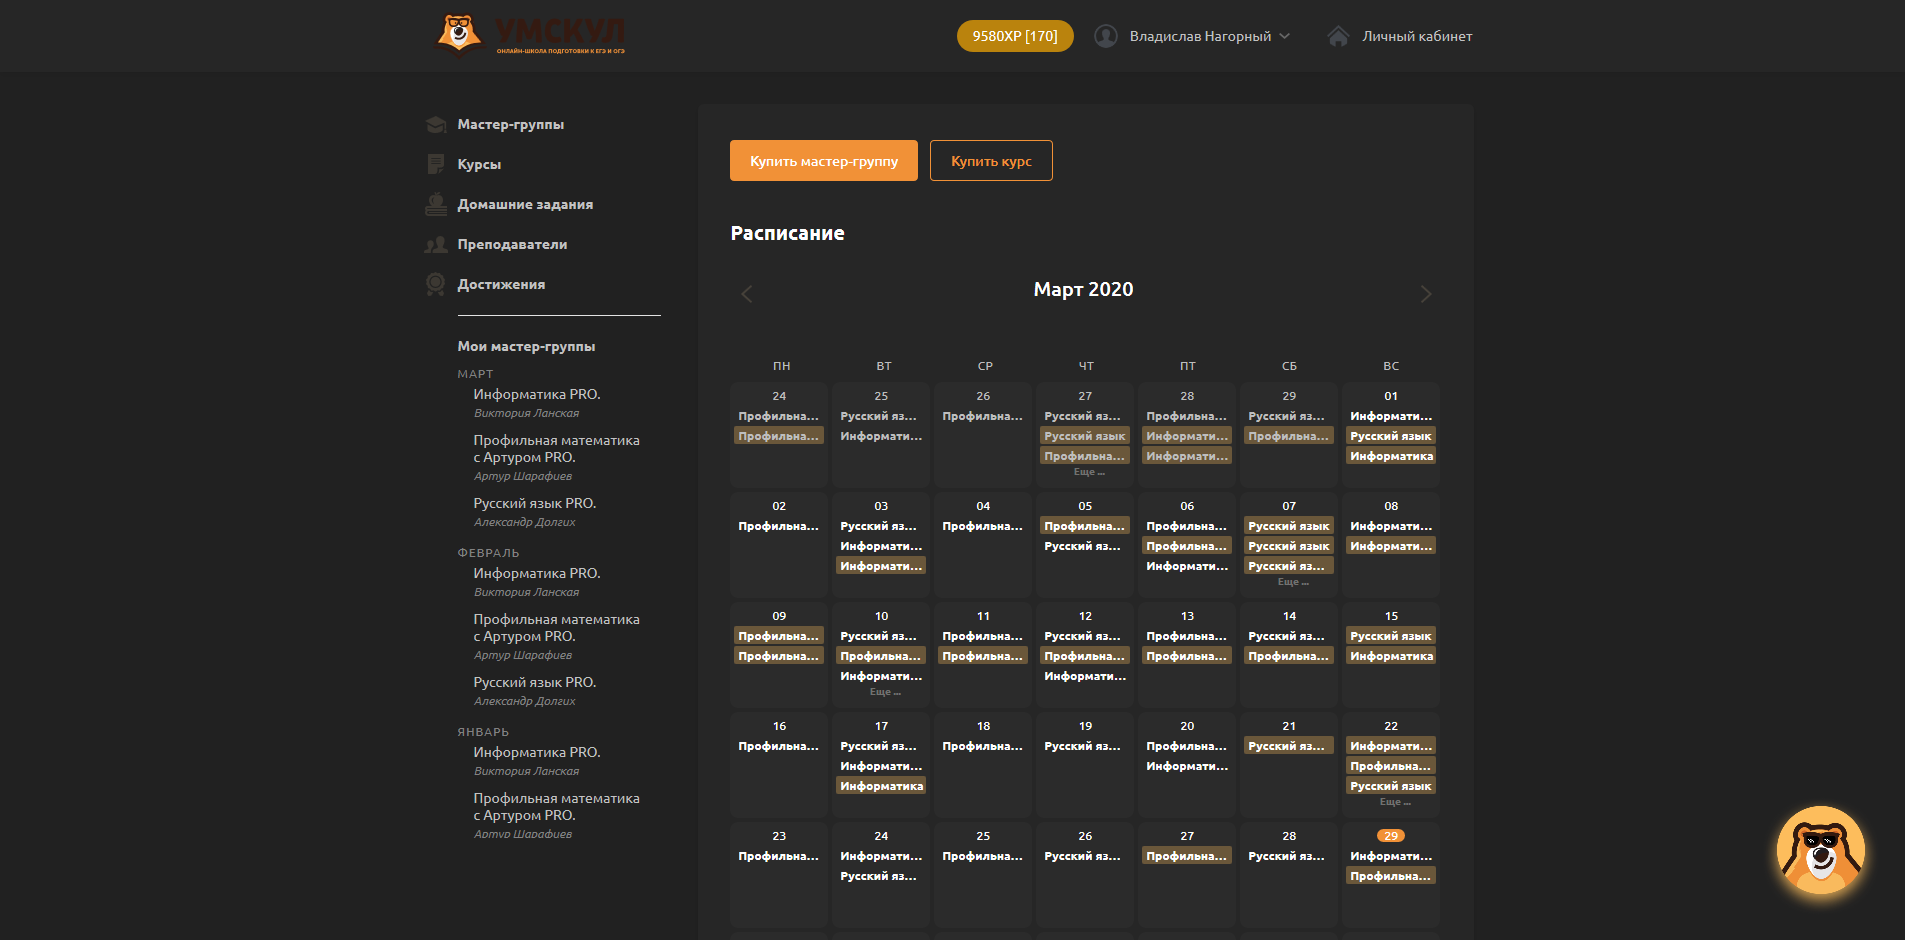 УМСКУЛ
ОНЛАЙН-ШКОЛА ПОДГОТОВКИ К ЕГЭ И ОГЭ
9580XP [170]
Владислав Нагорный
Личный кабинет
Мастер-группы
Курсы
Домашние задания
Преподаватели
Достижения
Мои мастер-группы
МАРТ
Информатика PRO.
Виктория Ланская
Профильная математика
с Артуром PRO.
Артур Шарафиев
Русский язык PRO.
Александр Долгих
ФЕВРАЛЬ
Информатика PRO.
Виктория Ланская
Профильная математика
с Артуром PRO.
Артур Шарафиев
Русский язык PRO.
Александр Долгих
ЯНВАРЬ
Информатика PRO.
Виктория Ланская
Профильная математика
с Артуром PRO.
Артур Шарафиев
Купить мастер-группу
Купить курс
Расписание
Март 2020
ПН ВТ СР ЧТ ПТ СБ ВС
24 25 26 27 28 29 01
Профильна... Русский яз... Профильна... Русский яз... Профильна... Русский яз... Информати...
Профильна... Информати... Русский язык Информати... Профильна... Русский язык
Профильна... Информати... Информатика
Еще ...
02 03 04 05 06 07 08
Профильна... Русский яз... Профильна... Профильна... Профильна... Русский язык Информати...
Информати... Русский яз... Профильна... Русский язык Информати...
Информати... Информати... Русский яз...
Еще ...
09 10 11 12 13 14 15
Профильна... Русский яз... Профильна... Русский яз... Профильна... Русский яз... Русский язык
Профильна... Профильна... Профильна... Профильна... Профильна... Профильна... Информатика
Информати... Информати...
Еще ...
16 17 18 19 20 21 22
Профильна... Русский яз... Профильна... Русский яз... Профильна... Русский яз... Информати...
Информати... Информати... Профильна...
Информатика Русский язык
Еще ...
23 24 25 26 27 28 29
Профильна... Информати... Профильна... Русский яз... Профильна... Русский яз... Информати...
Русский яз... Профильна...